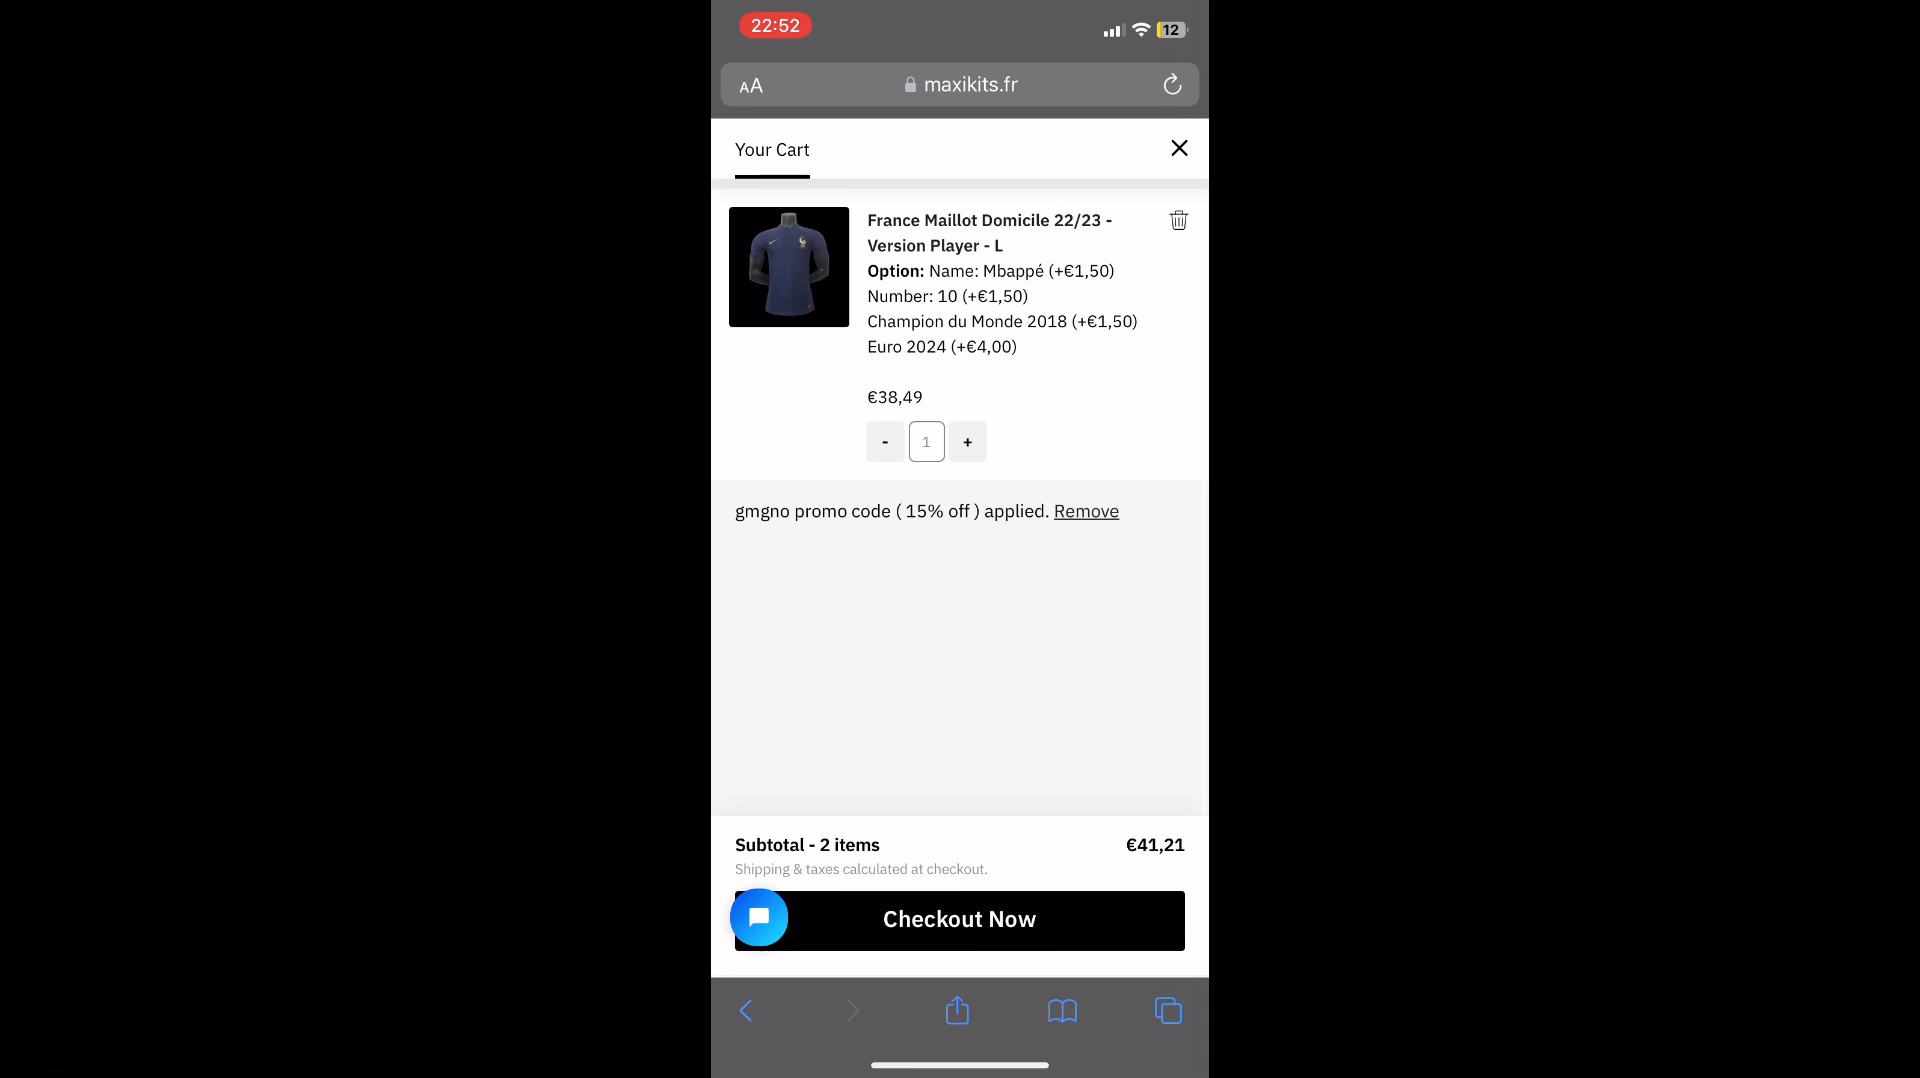 22:52
12
AA
maxikits.fr
Your Cart
France Maillot Domicile 22/23 -
Version Player - L
Option: Name: Mbappé (+€1,50)
Number: 10 (+€1,50)
Champion du Monde 2018 (+€1,50)
Euro 2024 (+€4,00)
€38,49
- 1 +
gmgno promo code ( 15% off ) applied. Remove
Subtotal - 2 items €41,21
Shipping & taxes calculated at checkout.
Checkout Now